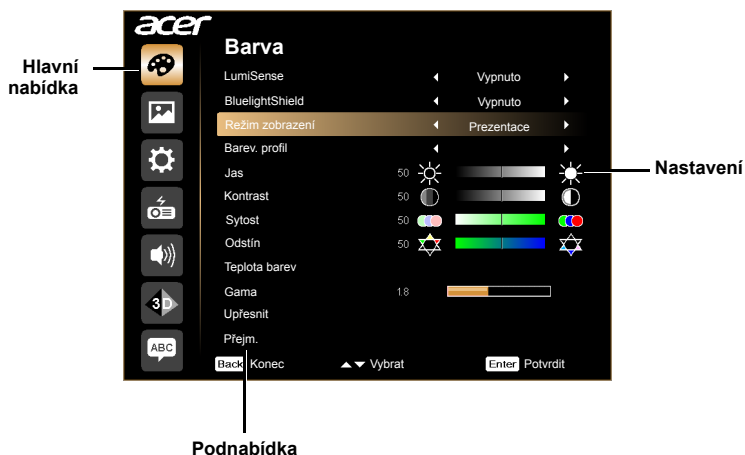 acer
Barva
Hlavní
nabídka
LumiSense Vypnuto
BluelightShield Vypnuto
Režim zobrazení Prezentace
Barev. profil
Nastavení
Jas 50
Kontrast 50
Sytost 50
Odstín 50
Teplota barev
Gama 1.8
Upřesnit
Přejm.
3D
ABC
Back Konec Vybrat Enter Potvrdit
Podnabídka